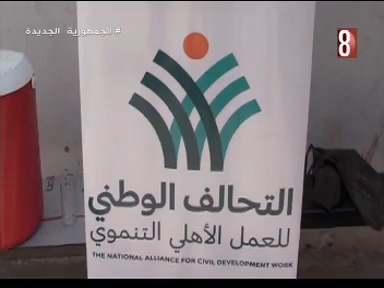 #الجمهورية الجديدة
8
التحالف الوطني
للعمل الأهلي التنموي
THE NATIONAL ALLIANCE FOR CIVIL DEVELOPMENT WORK